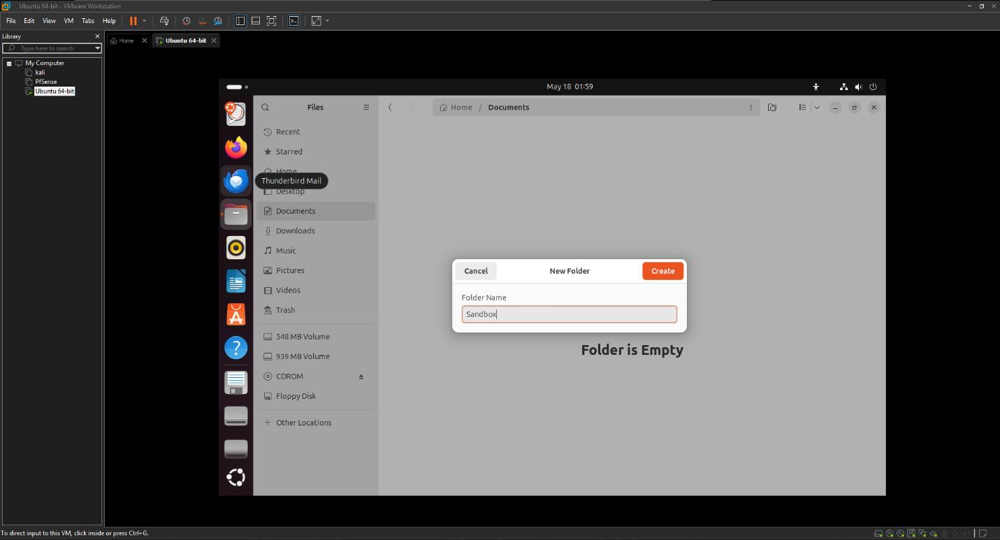 Ubuntu 64-bit - VMware Workstation
File Edit View VM Tabs Help
Library
Type here to search
My Computer
kali
PfSense
Ubuntu 64-bit
Home
Ubuntu 64-bit
May 18 01:59
Files
Home / Documents
Recent
Starred
Home
Thunderbird Mail
Desktop
Documents
Downloads
Music
Pictures
Videos
Trash
548 MB Volume
939 MB Volume
CDROM
Floppy Disk
Other Locations
Cancel
New Folder
Create
Folder Name
Sandbox
Folder is Empty
To direct input to this VM, click inside or press Ctrl+G.